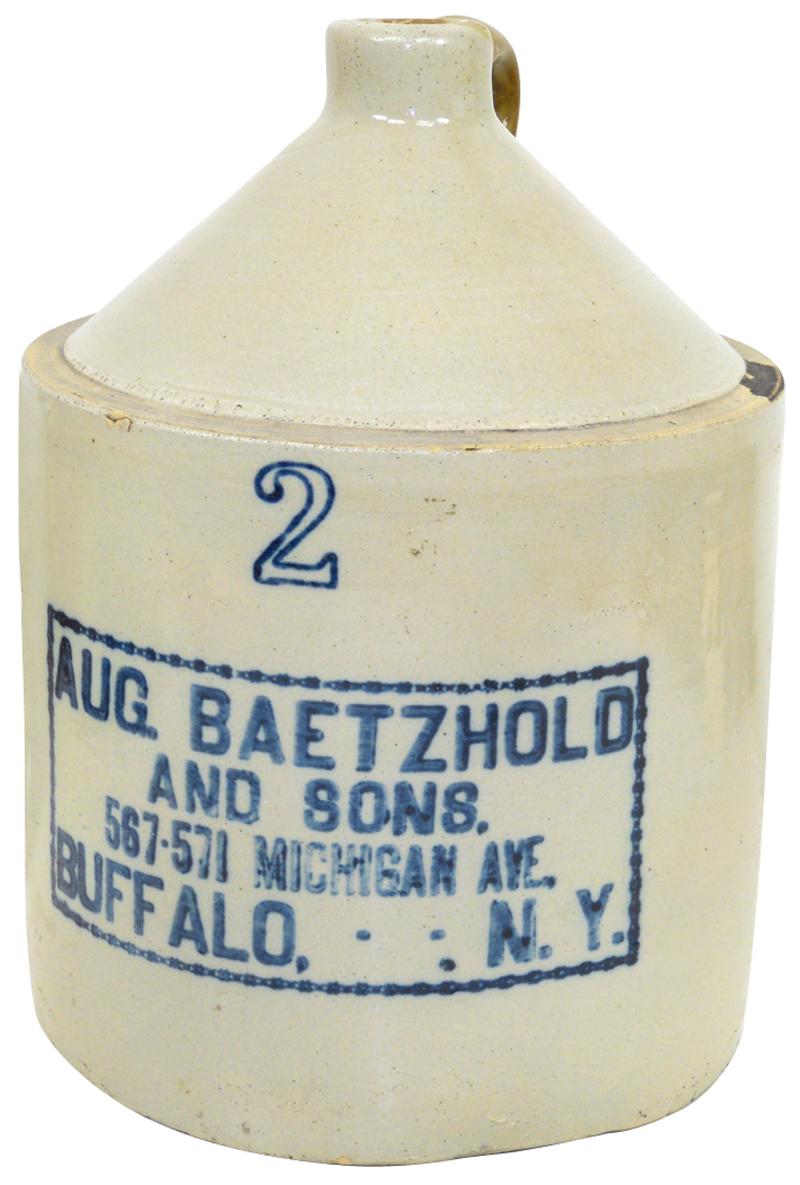 2
AUG. BAETZHOLD
AND SONS.
567-571 MICHIGAN AVE.
BUFFALO, - - N. Y.